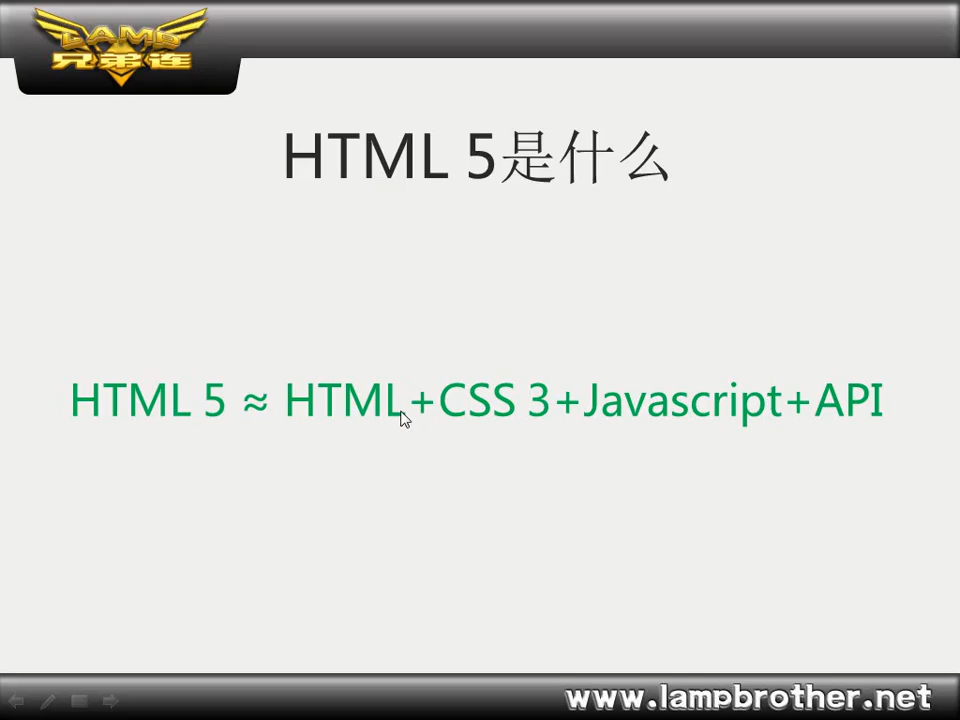 LAMP
兄弟连
HTML 5是什么
HTML 5 ≈ HTML+CSS 3+Javascript+API
www.lampbrother.net